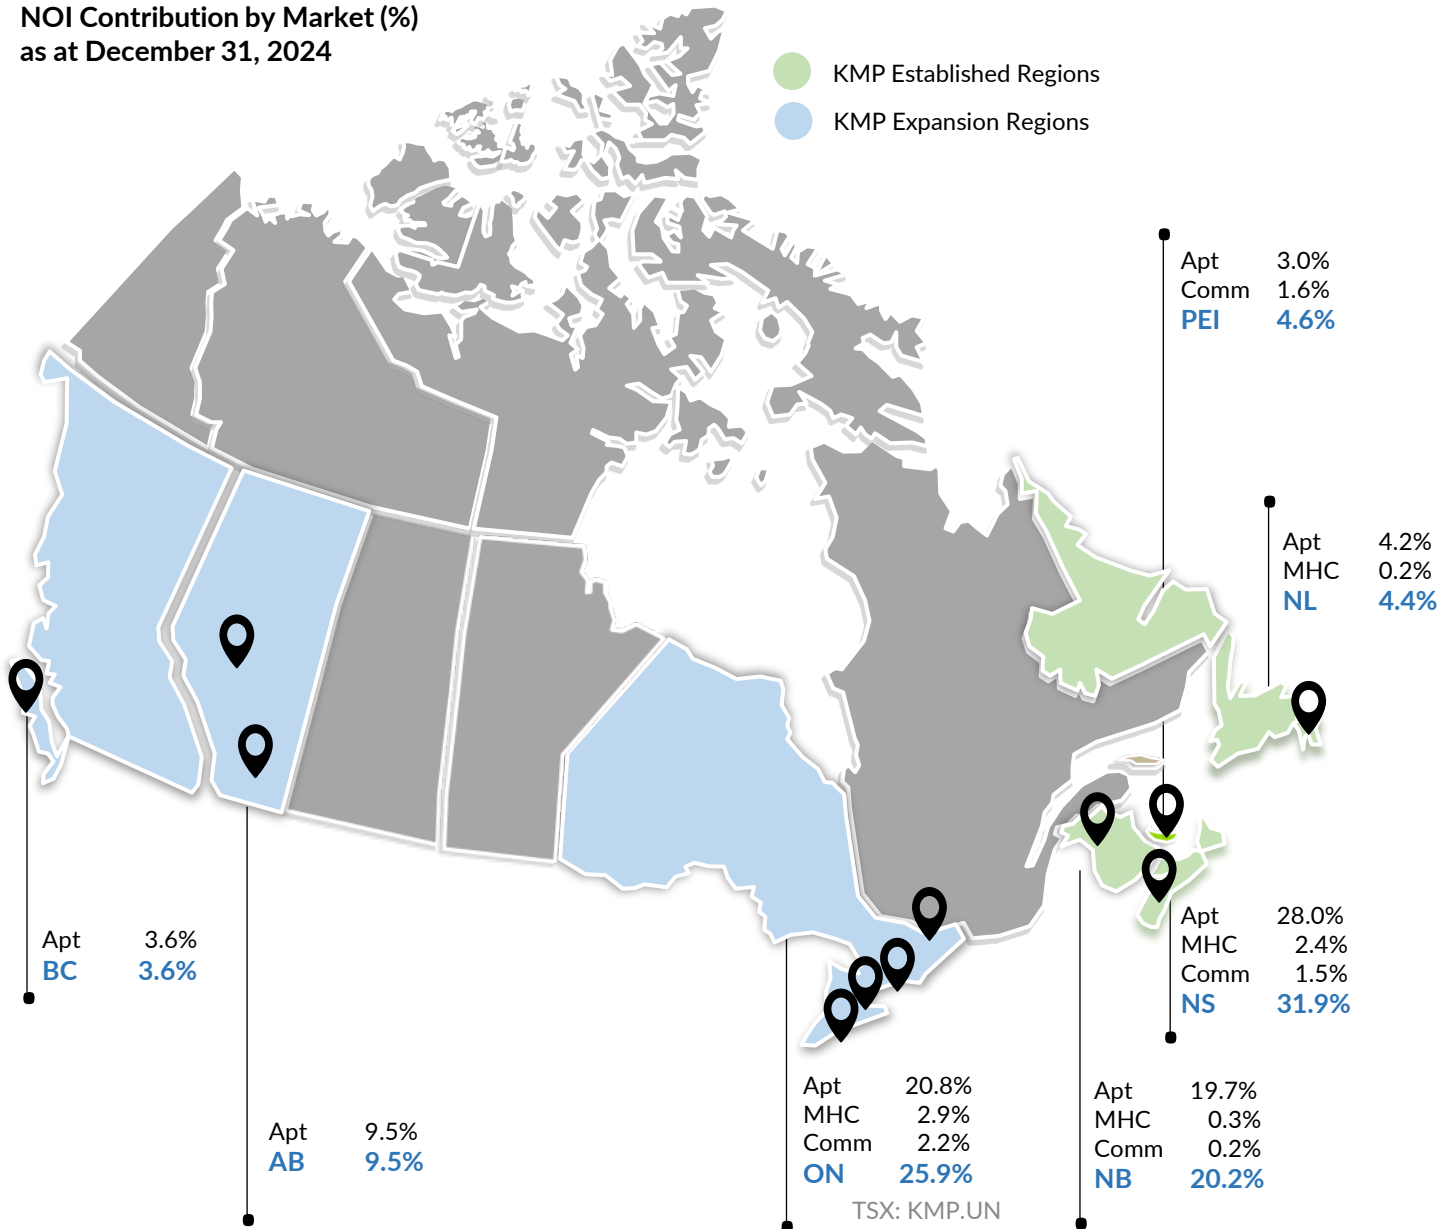 NOI Contribution by Market (%)
as at December 31, 2024
KMP Established Regions
KMP Expansion Regions
Apt 3.0%
Comm 1.6%
PEI 4.6%
Apt 4.2%
MHC 0.2%
NL 4.4%
Apt 28.0%
MHC 2.4%
Comm 1.5%
NS 31.9%
Apt 3.6%
BC 3.6%
Apt 9.5%
AB 9.5%
Apt 20.8%
MHC 2.9%
Comm 2.2%
ON 25.9%
Apt 19.7%
MHC 0.3%
Comm 0.2%
NB 20.2%
TSX: KMP.UN